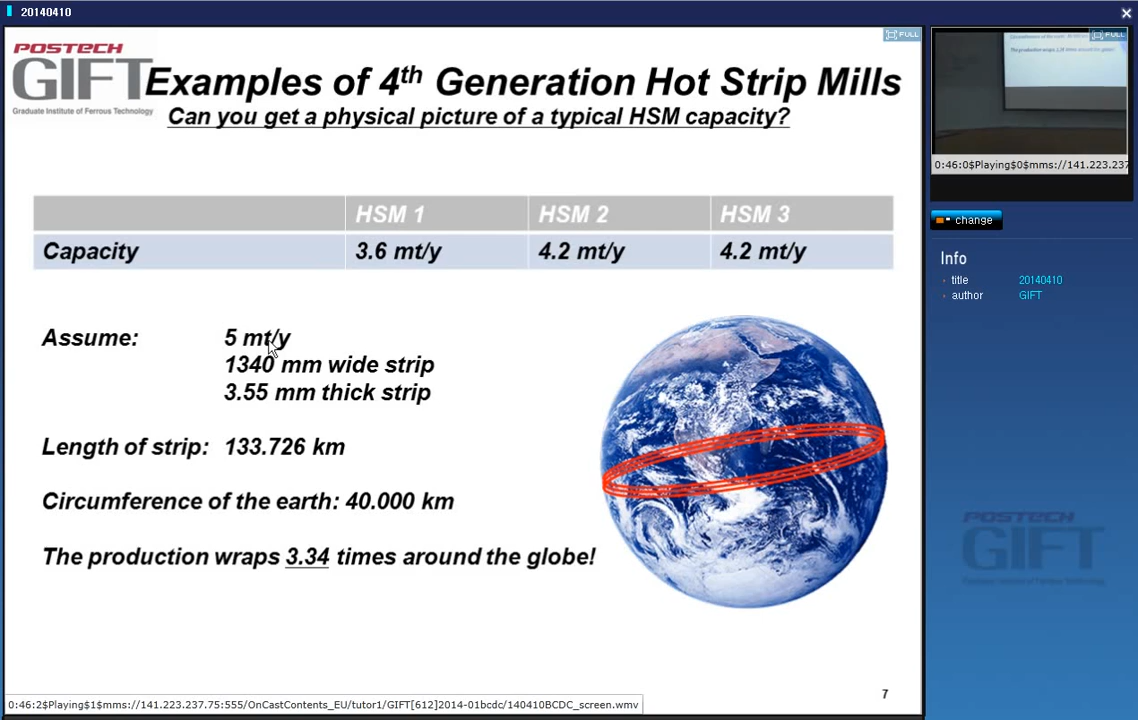 20140410
FULL
POSTECH
GIFT
Graduate Institute of Ferrous Technology
Examples of 4th Generation Hot Strip Mills
Can you get a physical picture of a typical HSM capacity?
HSM 1 HSM 2 HSM 3
Capacity 3.6 mt/y 4.2 mt/y 4.2 mt/y
Assume: 5 mt/y
1340 mm wide strip
3.55 mm thick strip
Length of strip: 133.726 km
Circumference of the earth: 40.000 km
The production wraps 3.34 times around the globe!
7
0:46:2$Playing$1$mms://141.223.237.75:555/OnCastContents_EU/tutor1/GIFT[612]2014-01bcdc/140410BCDC_screen.wmv
FULL
0:46:0$Playing$0$mms://141.223.237
change
Info
title 20140410
author GIFT
POSTECH
GIFT